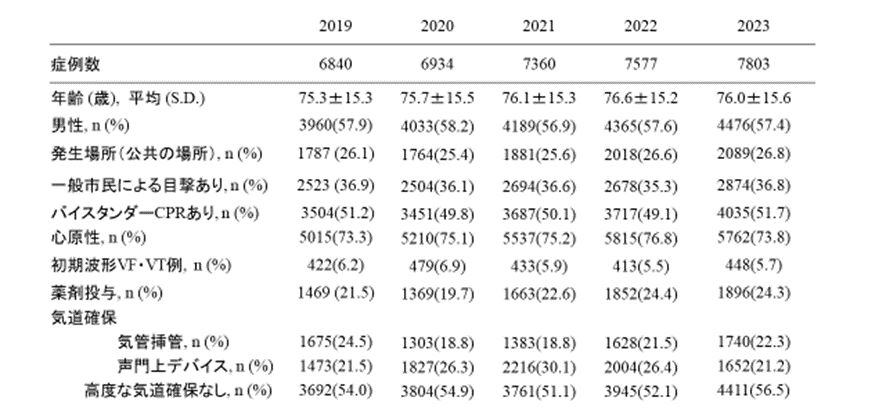 2019 2020 2021 2022 2023
症例数 6840 6934 7360 7577 7803
年齢 (歳), 平均 (S.D.) 75.3±15.3 75.7±15.5 76.1±15.3 76.6±15.2 76.0±15.6
男性, n (%) 3960(57.9) 4033(58.2) 4189(56.9) 4365(57.6) 4476(57.4)
発生場所(公共の場所), n (%) 1787 (26.1) 1764(25.4) 1881(25.6) 2018(26.6) 2089(26.8)
一般市民による目撃あり, n (%) 2523 (36.9) 2504(36.1) 2694(36.6) 2678(35.3) 2874(36.8)
バイスタンダーCPRあり, n (%) 3504(51.2) 3451(49.8) 3687(50.1) 3717(49.1) 4035(51.7)
心原性, n (%) 5015(73.3) 5210(75.1) 5537(75.2) 5815(76.8) 5762(73.8)
初期波形VF・VT例, n (%) 422(6.2) 479(6.9) 433(5.9) 413(5.5) 448(5.7)
薬剤投与, n (%) 1469 (21.5) 1369(19.7) 1663(22.6) 1852(24.4) 1896(24.3)
気道確保
気管挿管, n (%) 1675(24.5) 1303(18.8) 1383(18.8) 1628(21.5) 1740(22.3)
声門上デバイス, n (%) 1473(21.5) 1827(26.3) 2216(30.1) 2004(26.4) 1652(21.2)
高度な気道確保なし, n (%) 3692(54.0) 3804(54.9) 3761(51.1) 3945(52.1) 4411(56.5)